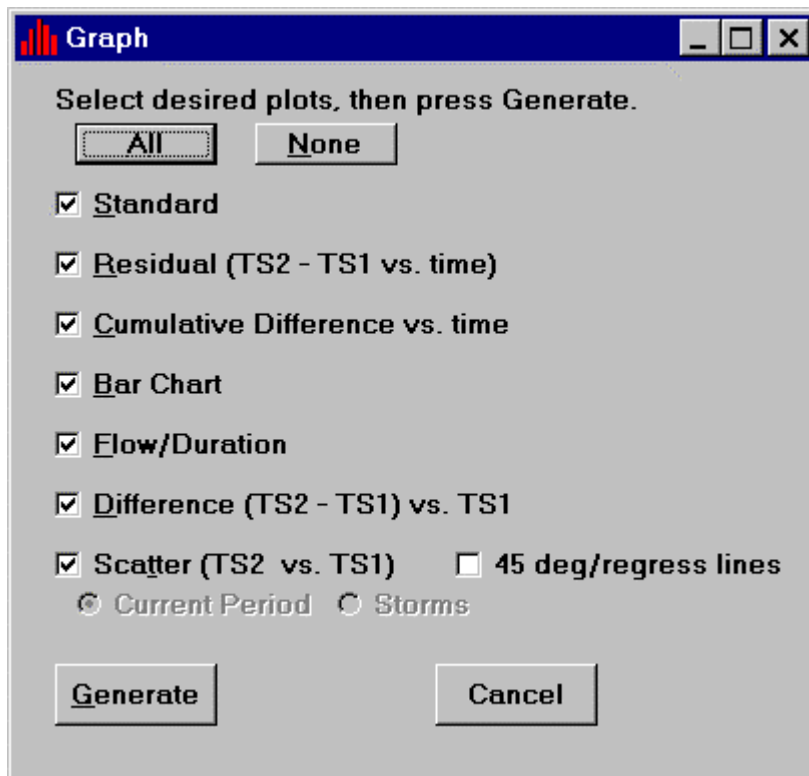 Graph
Select desired plots, then press Generate.
All None
Standard
Residual (TS2 - TS1 vs. time)
Cumulative Difference vs. time
Bar Chart
Flow/Duration
Difference (TS2 - TS1) vs. TS1
Scatter (TS2 vs. TS1) 45 deg/regress lines
Current Period Storms
Generate Cancel